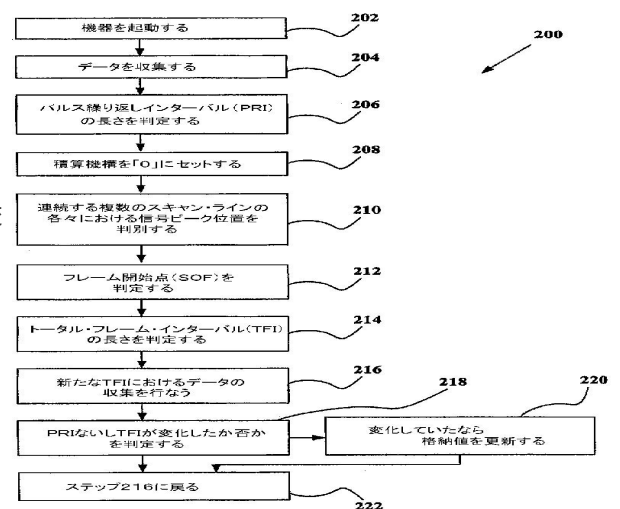 機器を起動する
202
200
データを収集する
204
パルス繰り返しインターバル(PRI)
の長さを判定する
206
積算機構を「0」にセットする
208
連続する複数のスキャン・ラインの
各々における信号ピーク位置を
判別する
210
フレーム開始点(SOF)を
判定する
212
トータル・フレーム・インターバル(TFI)
の長さを判定する
214
新たなTFIにおけるデータの
収集を行なう
216
PRIないしTFIが変化したか否か
を判定する
218
変化していたなら
格納値を更新する
220
ステップ216に戻る
222